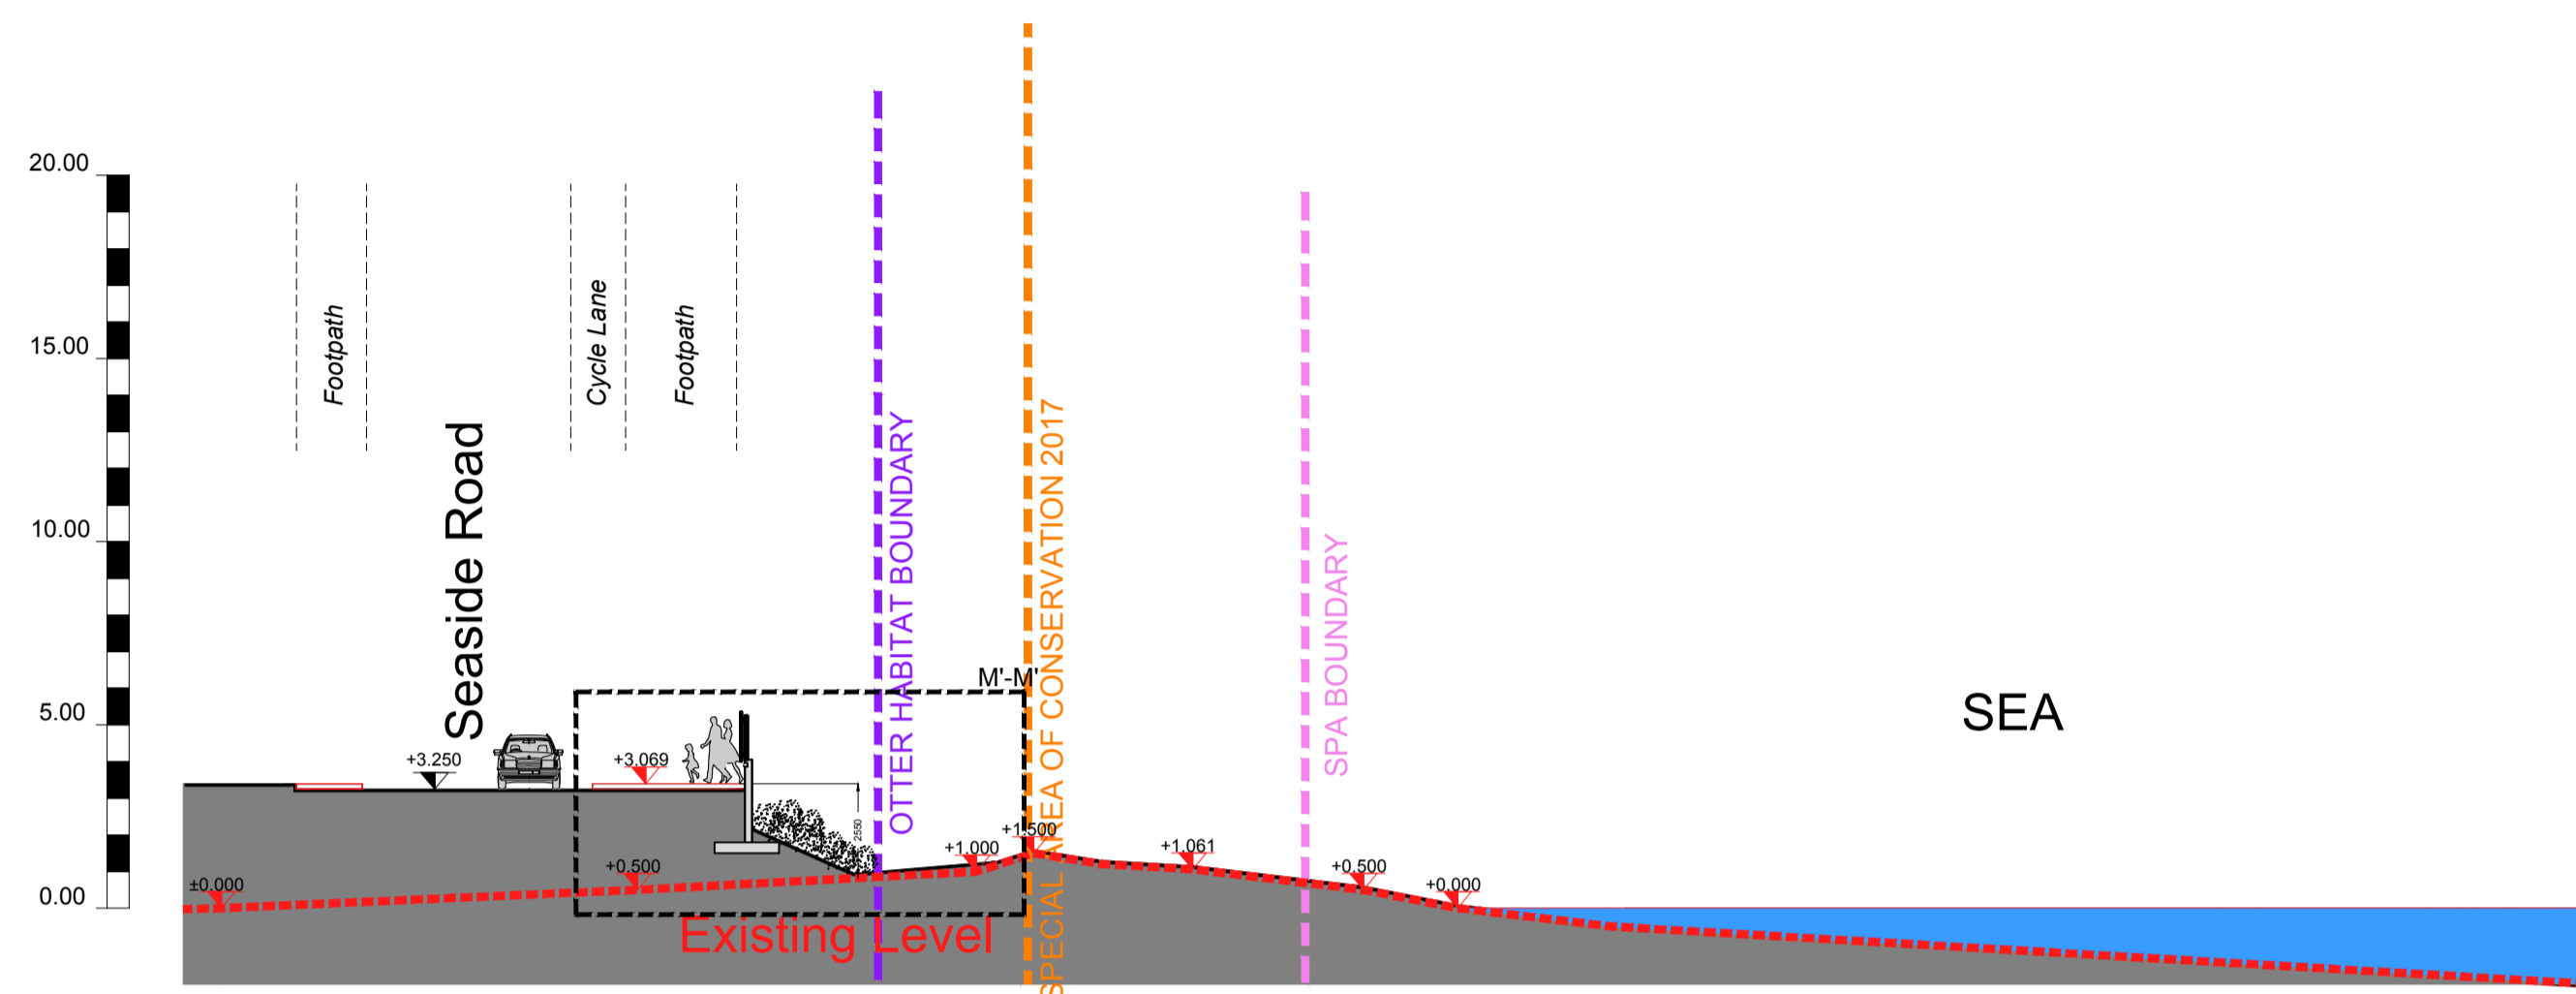 20.00
15.00
10.00
5.00
0.00
Footpath
Cycle Lane
Footpath
Seaside Road
OTTER HABITAT BOUNDARY
SPECIAL AREA OF CONSERVATION 2017
SPA BOUNDARY
SEA
M'-M'
+3.250
+3.069
2550
+1.000
+1.500
+1.061
+0.500
+0.000
±0.000
+0.500
Existing Level